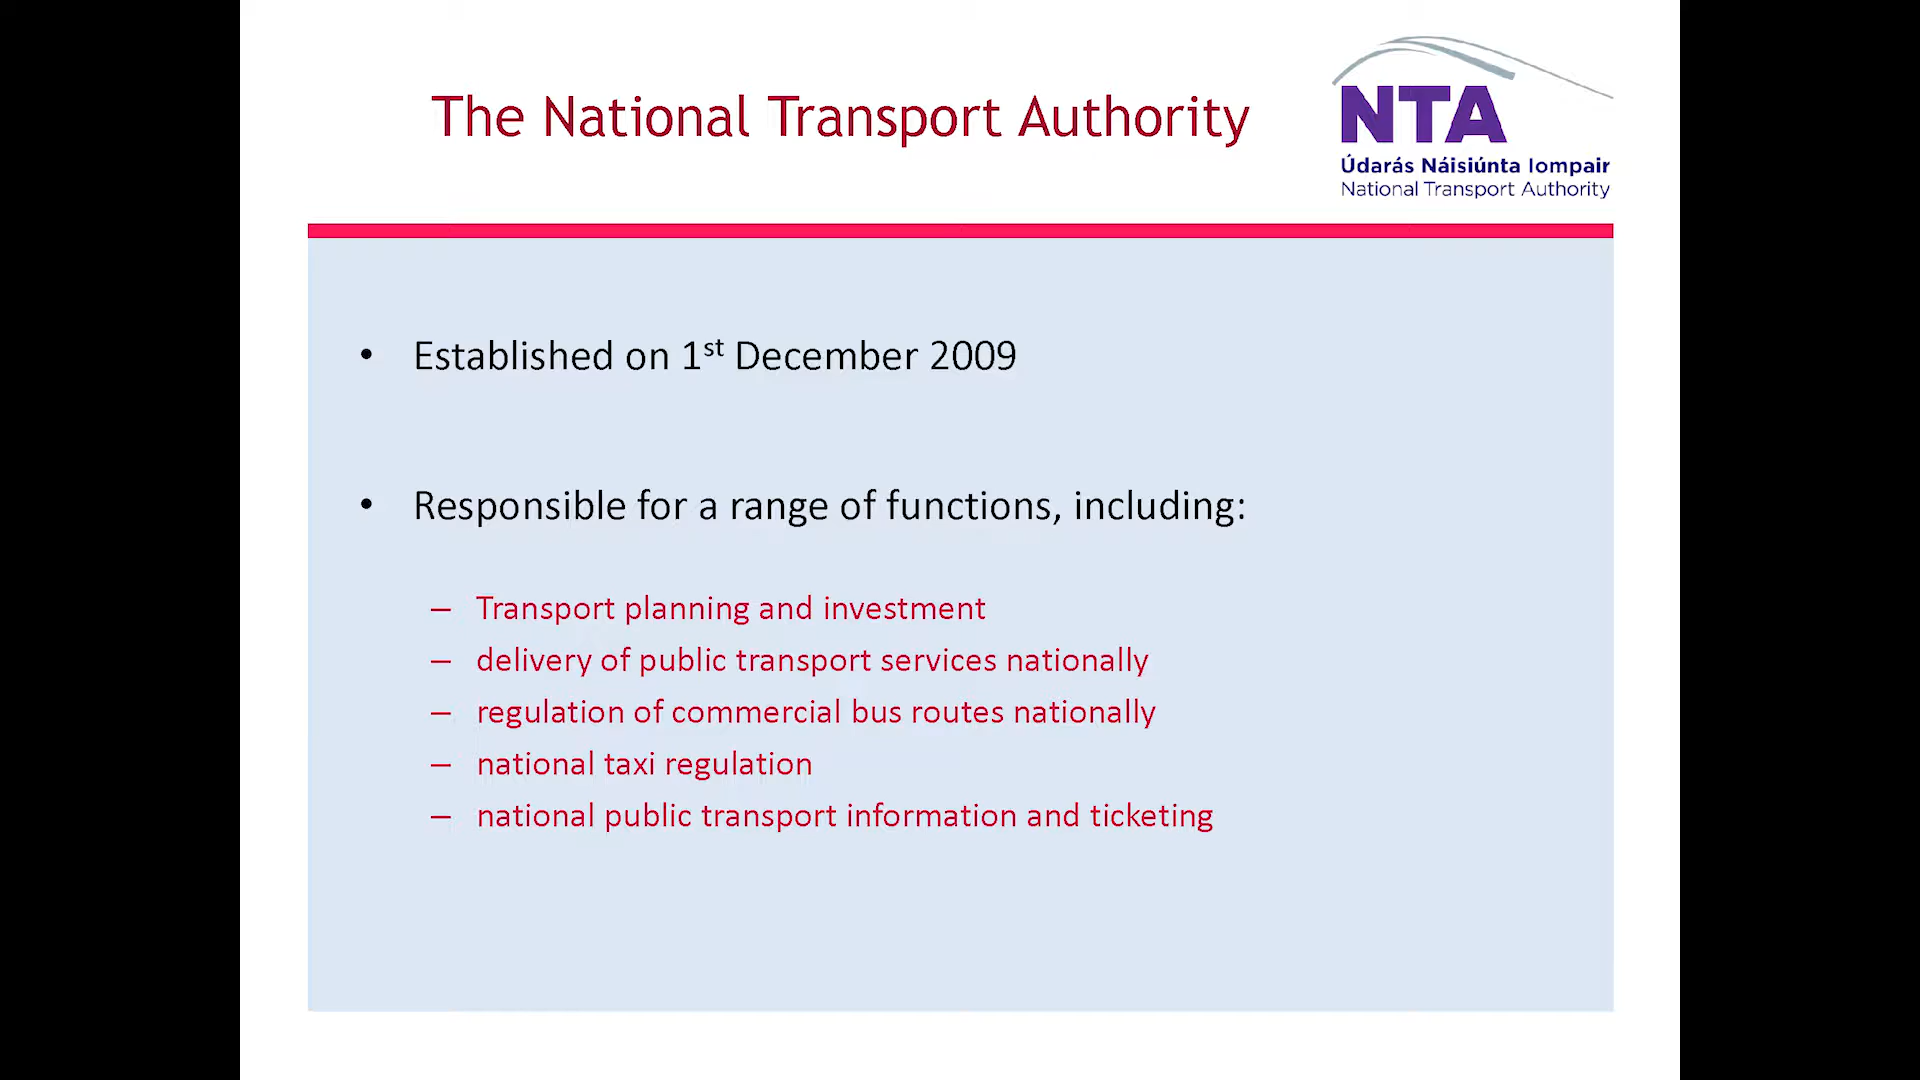 The National Transport Authority
NTA
Údarás Náisiúnta Iompair
National Transport Authority
• Established on 1st December 2009
• Responsible for a range of functions, including:
– Transport planning and investment
– delivery of public transport services nationally
– regulation of commercial bus routes nationally
– national taxi regulation
– national public transport information and ticketing